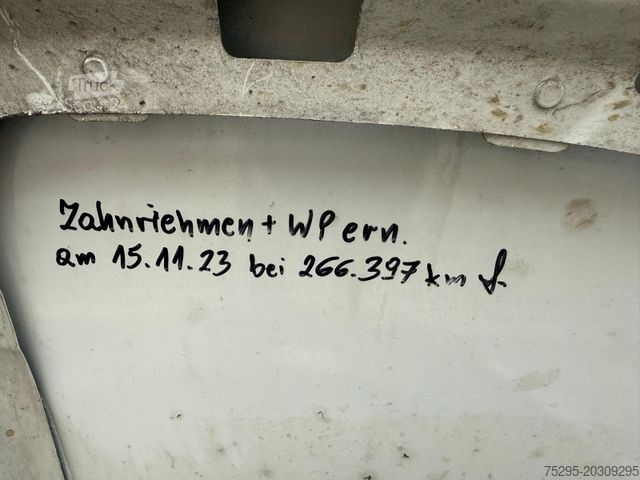 Zahnriehmen + WP ern.
am 15.11.23 bei 266.397 km
75295-20309295